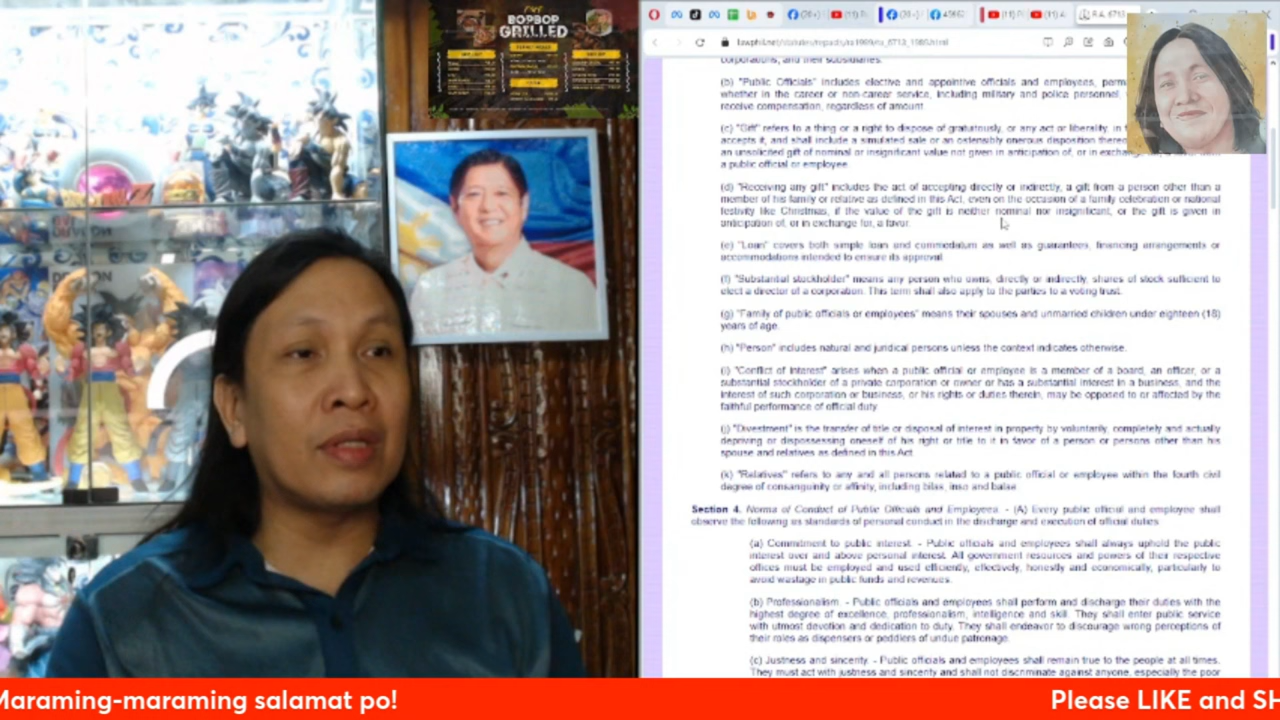 BOPBOP
GRILLED
corporations, and their subsidiaries.
(b) "Public Officials" includes elective and appointive officials and employees,
whether in the career or non-career service, including military and police personnel,
receive compensation, regardless of amount.
(c) "Gift" refers to a thing or a right to dispose of gratuitously, or any act or liberality, in
accepts it, and shall include a simulated sale or an ostensibly onerous disposition
an unsolicited gift of nominal or insignificant value not given in anticipation of, or in
a public official or employee.
(d) "Receiving any gift" includes the act of accepting directly or indirectly, a gift from a person other than a
member of his family or relative as defined in this Act, even on the occasion of a family celebration or national
festivity like Christmas, if the value of the gift is neither nominal nor insignificant, or the gift is given in
anticipation of, or in exchange for, a favor.
(e) "Loan" covers both simple loan and commodatum as well as guarantees, financing arrangements or
accommodations intended to ensure its approval.
(f) "Substantial stockholder" means any person who owns, directly or indirectly, shares of stock sufficient to
elect a director of a corporation. This term shall also apply to the parties to a voting trust.
(g) "Family of public officials or employees" means their spouses and unmarried children under eighteen (18)
years of age.
(h) "Person" includes natural and juridical persons unless the context indicates otherwise.
(i) "Conflict of interest" arises when a public official or employee is a member of a board, an officer, or a
substantial stockholder of a private corporation or owner or has a substantial interest in a business, and the
interest of such corporation or business, or his rights or duties therein, may be opposed to or affected by the
faithful performance of official duty.
(j) "Divestment" is the transfer of title or disposal of interest in property by voluntarily, completely and actually
depriving or dispossessing oneself of his right or title to it in favor of a person or persons other than his
spouse and relatives as defined in this Act.
(k) "Relatives" refers to any and all persons related to a public official or employee within the fourth civil
degree of consanguinity or affinity, including bilas, inso and balae.
Section 4. Norms of Conduct of Public Officials and Employees. - (A) Every public official and employee shall
observe the following as standards of personal conduct in the discharge and execution of official duties:
(a) Commitment to public interest. - Public officials and employees shall always uphold the public
interest over and above personal interest. All government resources and powers of their respective
offices must be employed and used efficiently, effectively, honestly and economically, particularly to
avoid wastage in public funds and revenues.
(b) Professionalism. - Public officials and employees shall perform and discharge their duties with the
highest degree of excellence, professionalism, intelligence and skill. They shall enter public service
with utmost devotion and dedication to duty. They shall endeavor to discourage wrong perceptions of
their roles as dispensers or peddlers of undue patronage.
(c) Justness and sincerity. - Public officials and employees shall remain true to the people at all times.
They must act with justness and sincerity and shall not discriminate against anyone, especially the poor
Maraming-maraming salamat po!
Please LIKE and SH